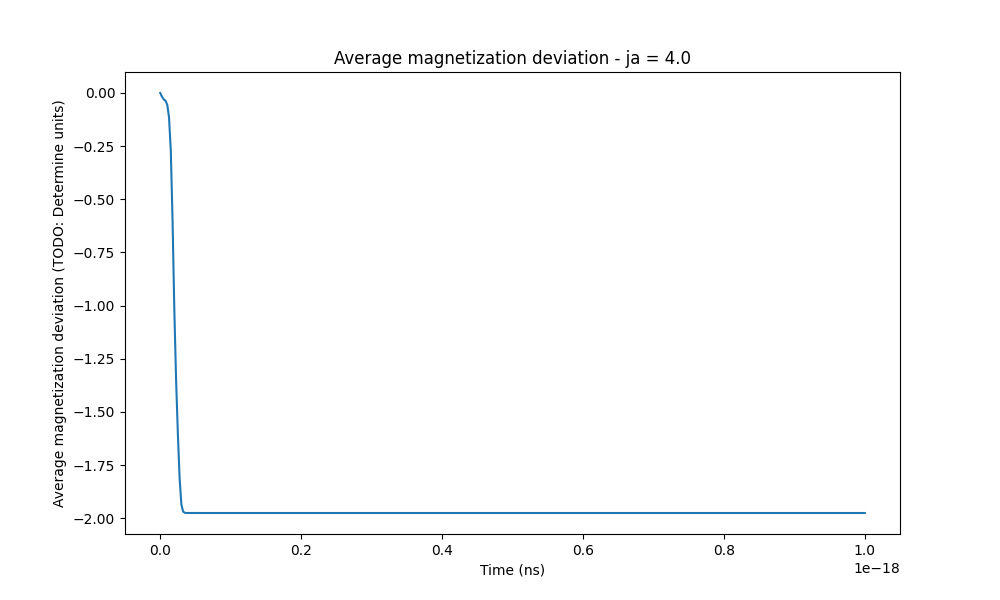 Average magnetization deviation - ja = 4.0
Average magnetization deviation (TODO: Determine units)
0.00
−0.25
−0.50
−0.75
−1.00
−1.25
−1.50
−1.75
−2.00
0.0 0.2 0.4 0.6 0.8 1.0
1e−18
Time (ns)